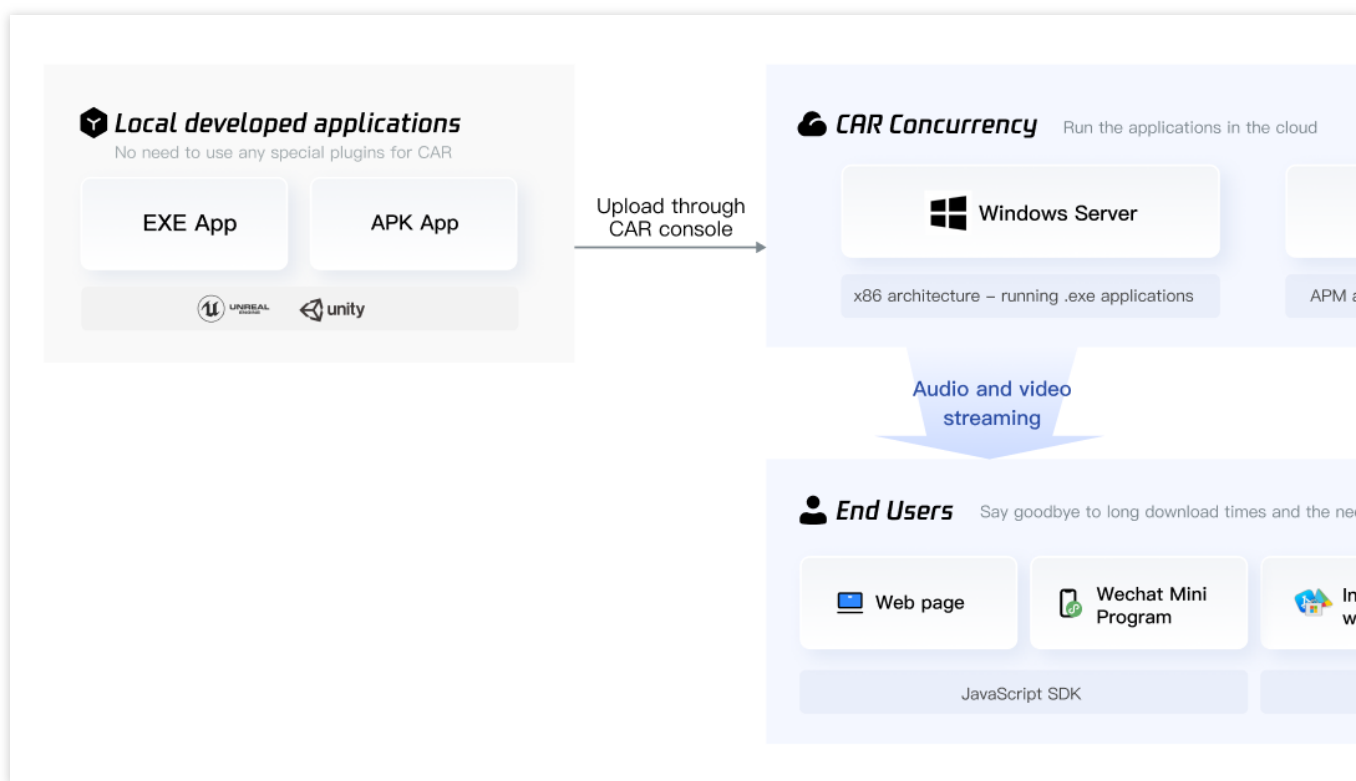 Local developed applications
No need to use any special plugins for CAR
EXE App
APK App
UNREAL
ENGINE
unity
Upload through
CAR console
CAR Concurrency
Run the applications in the cloud
Windows Server
x86 architecture – running .exe applications
APM
Audio and video
streaming
End Users
Say goodbye to long download times and the
Web page
Wechat Mini
Program
JavaScript SDK